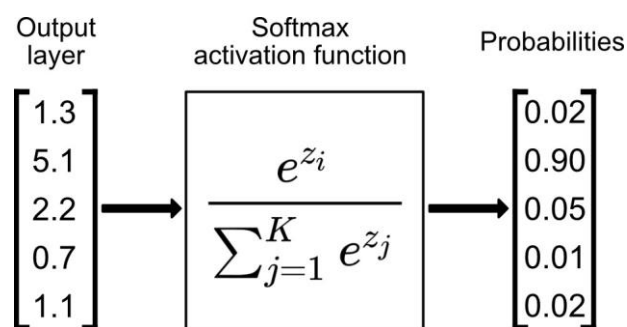 Output
layer
Softmax
activation function
Probabilities
1.3
5.1
2.2
0.7
1.1
e^{z_i}
∑_{j=1}^{K} e^{z_j}
0.02
0.90
0.05
0.01
0.02